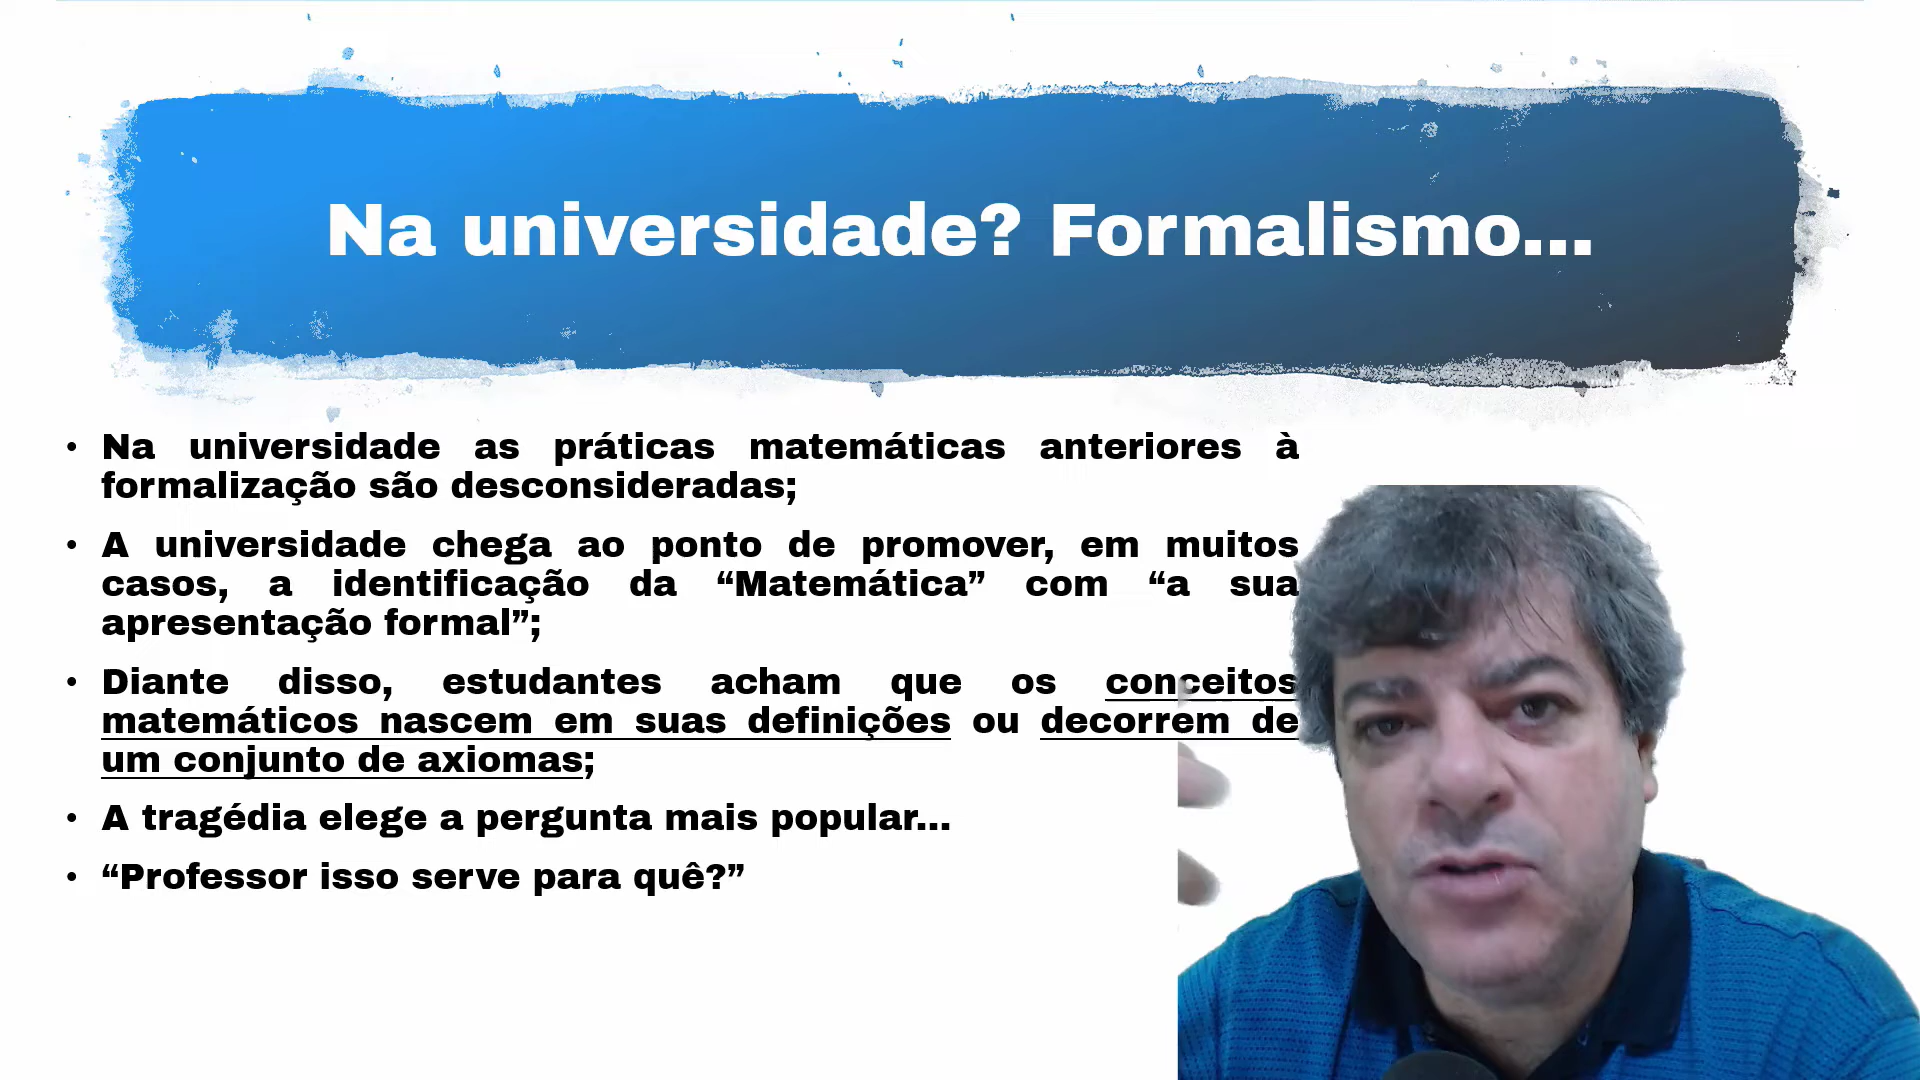 Na universidade? Formalismo...
• Na universidade as práticas matemáticas anteriores à
formalização são desconsideradas;
• A universidade chega ao ponto de promover, em muitos
casos, a identificação da “Matemática” com “a sua
apresentação formal”;
• Diante disso, estudantes acham que os conceitos
matemáticos nascem em suas definições ou decorrem de
um conjunto de axiomas;
• A tragédia elege a pergunta mais popular...
• “Professor isso serve para quê?”